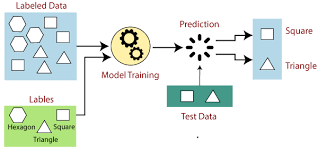 Labeled Data
Prediction
Square
Triangle
Model Training
Lables
Hexagon
Square
Triangle
Test Data